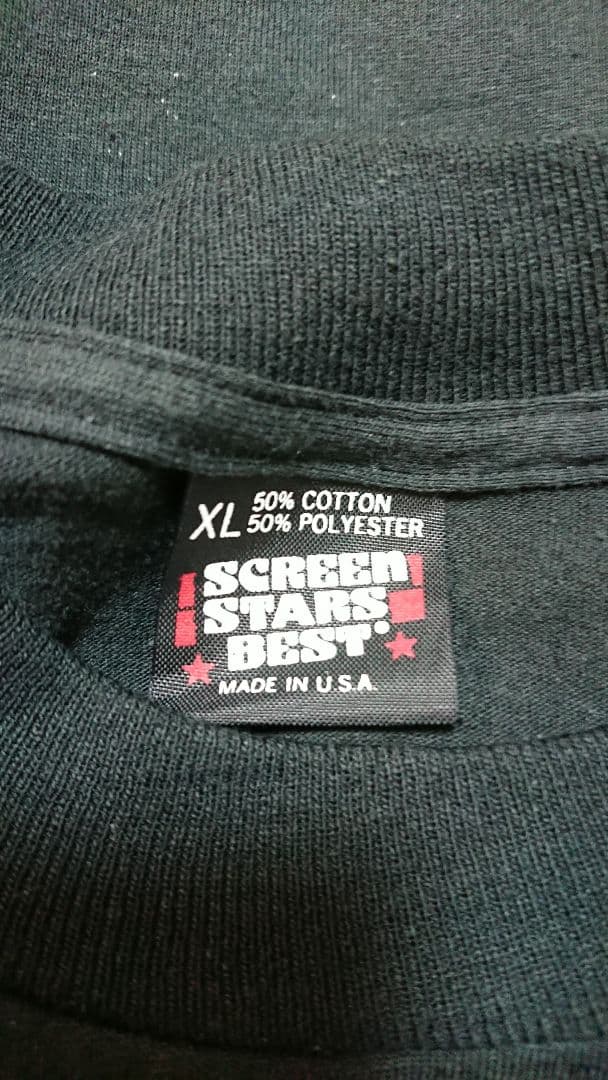 XL
50% COTTON
50% POLYESTER
SCREEN
STARS
BEST®
MADE IN U.S.A.